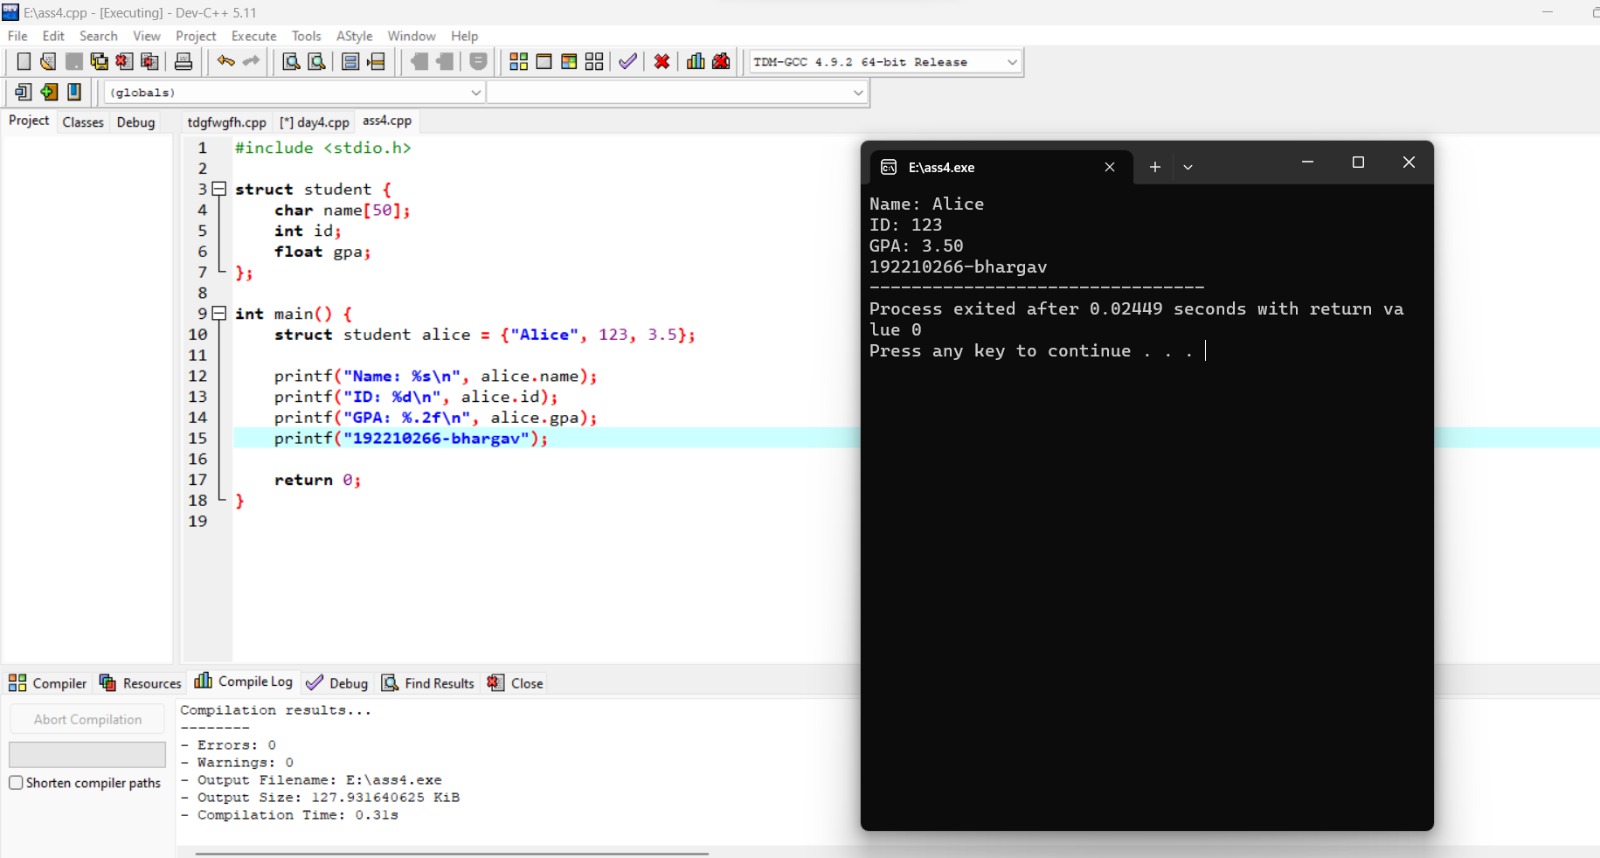 E:\ass4.cpp - [Executing] - Dev-C++ 5.11
File Edit Search View Project Execute Tools AStyle Window Help
TDM-GCC 4.9.2 64-bit Release
(globals)
Project Classes Debug
tdgfwgfh.cpp [*] day4.cpp ass4.cpp
1 #include <stdio.h>
2
3 struct student {
4 char name[50];
5 int id;
6 float gpa;
7 };
8
9 int main() {
10 struct student alice = {"Alice", 123, 3.5};
11
12 printf("Name: %s\n", alice.name);
13 printf("ID: %d\n", alice.id);
14 printf("GPA: %.2f\n", alice.gpa);
15 printf("192210266-bhargav");
16
17 return 0;
18 }
19
E:\ass4.exe
Name: Alice
ID: 123
GPA: 3.50
192210266-bhargav
--------------------------------
Process exited after 0.02449 seconds with return va
lue 0
Press any key to continue . . .
Compiler Resources Compile Log Debug Find Results Close
Abort Compilation
Shorten compiler paths
Compilation results...
--------
- Errors: 0
- Warnings: 0
- Output Filename: E:\ass4.exe
- Output Size: 127.931640625 KiB
- Compilation Time: 0.31s